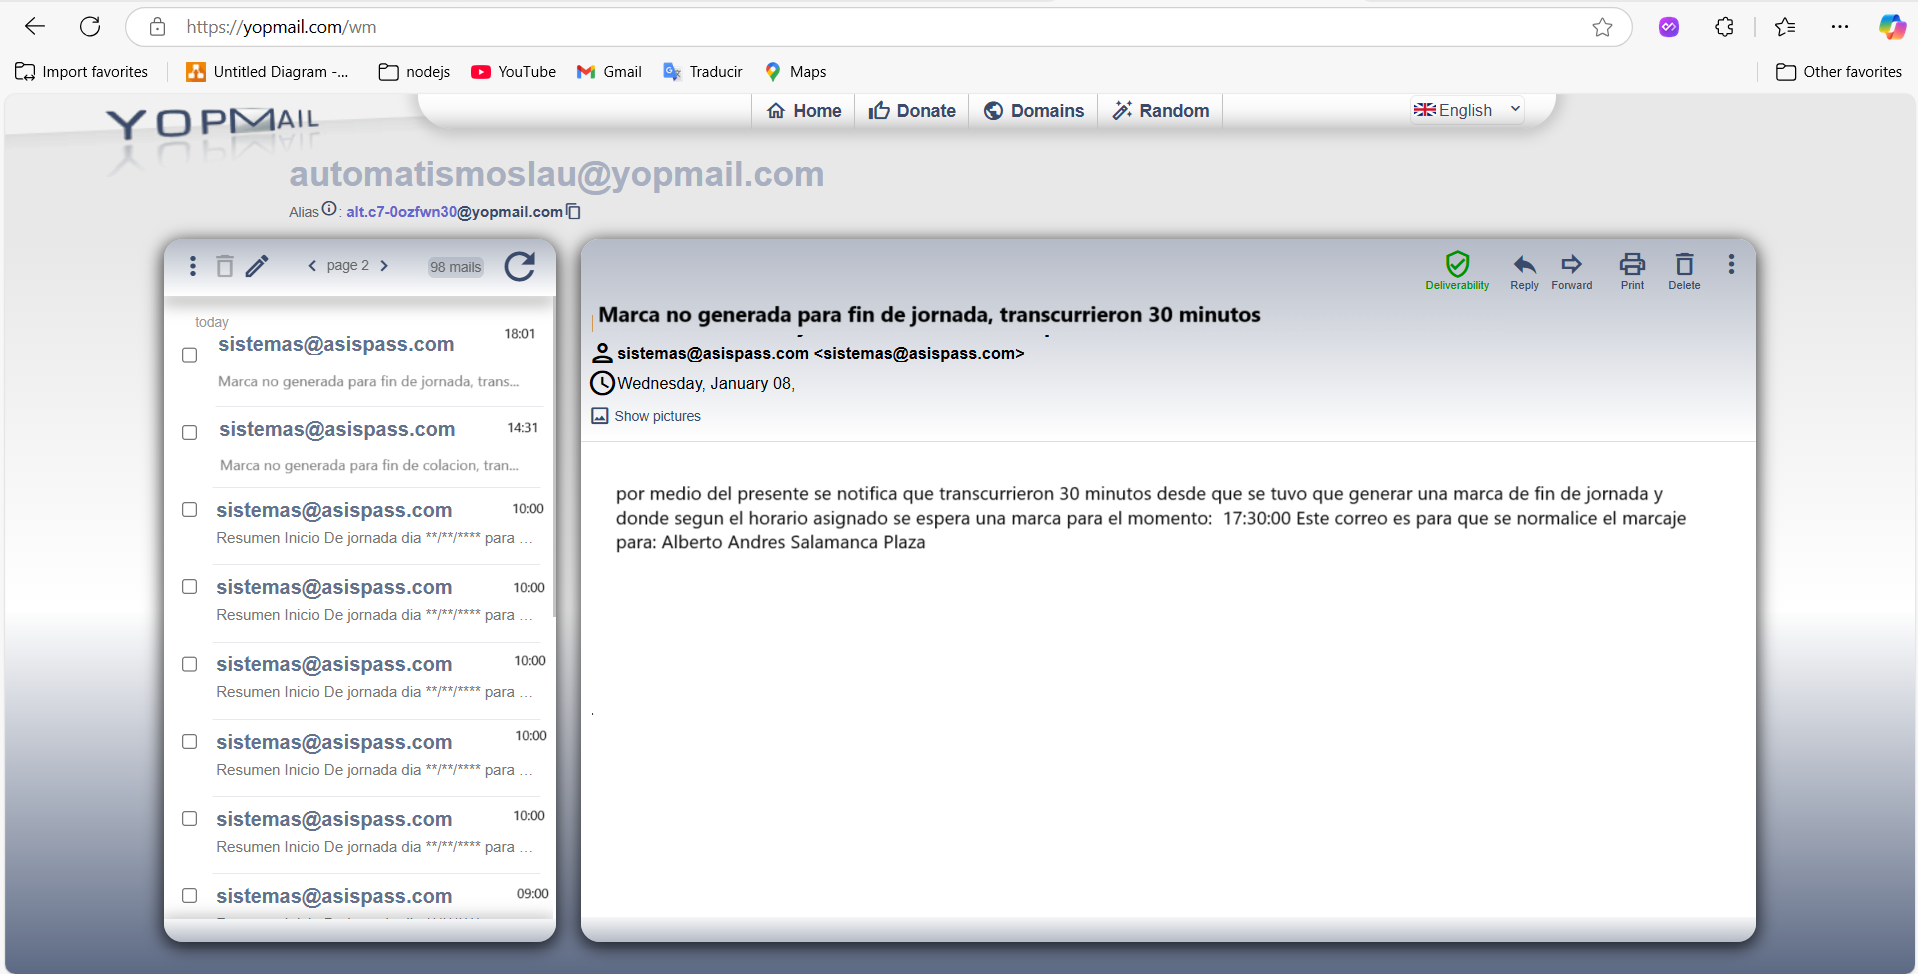 https://yopmail.com/wm
Import favorites
Untitled Diagram -...
nodejs
YouTube
Gmail
Traducir
Maps
Other favorites
YOPMAIL
Home
Donate
Domains
Random
English
automatismoslau@yopmail.com
Alias : alt.c7-0ozfwn30@yopmail.com
page 2
98 mails
today
sistemas@asispass.com 18:01
Marca no generada para fin de jornada, trans...
sistemas@asispass.com 14:31
Marca no generada para fin de colacion, tran...
sistemas@asispass.com 10:00
Resumen Inicio De jornada dia **/**/**** para ...
sistemas@asispass.com 10:00
Resumen Inicio De jornada dia **/**/**** para ...
sistemas@asispass.com 10:00
Resumen Inicio De jornada dia **/**/**** para ...
sistemas@asispass.com 10:00
Resumen Inicio De jornada dia **/**/**** para ...
sistemas@asispass.com 10:00
Resumen Inicio De jornada dia **/**/**** para ...
sistemas@asispass.com 09:00
Deliverability
Reply
Forward
Print
Delete
Marca no generada para fin de jornada, transcurrieron 30 minutos
sistemas@asispass.com <sistemas@asispass.com>
Wednesday, January 08,
Show pictures
por medio del presente se notifica que transcurrieron 30 minutos desde que se tuvo que generar una marca de fin de jornada y
donde segun el horario asignado se espera una marca para el momento: 17:30:00 Este correo es para que se normalice el marcaje
para: Alberto Andres Salamanca Plaza